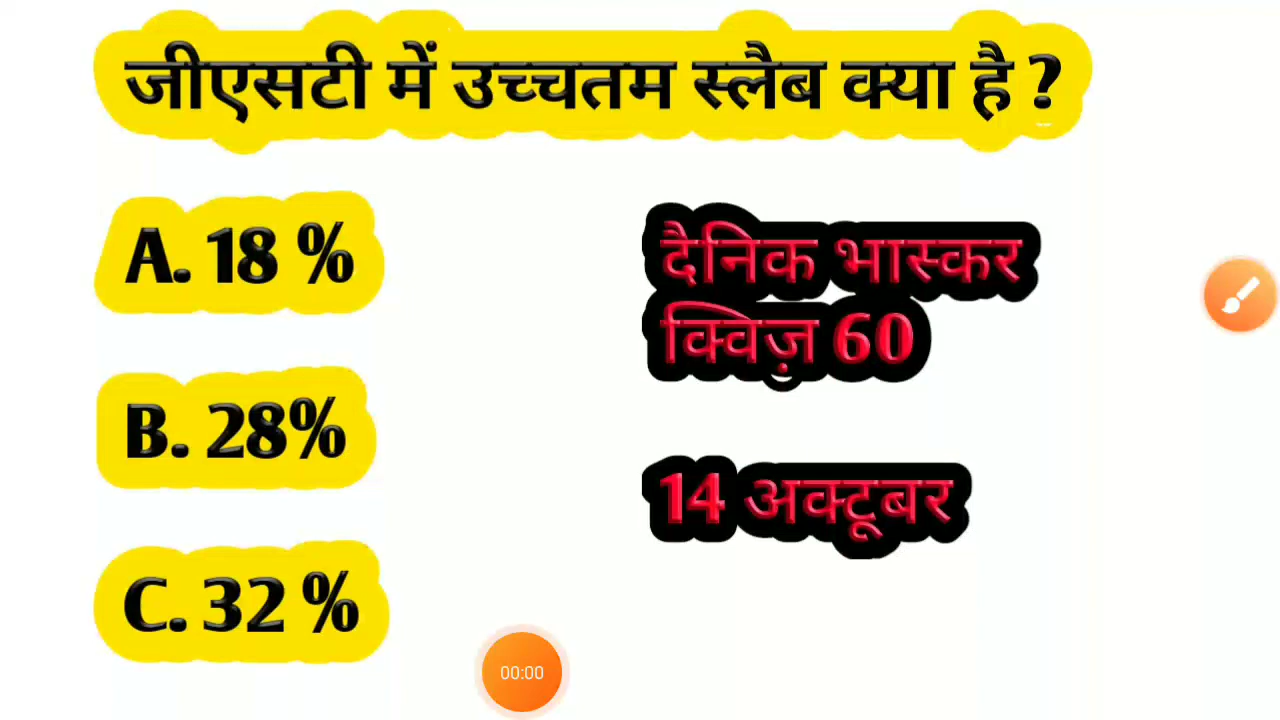 जीएसटी में उच्चतम स्लैब क्या है ?
A. 18 %
B. 28%
C. 32 %
दैनिक भास्कर
क्विज़ 60
14 अक्टूबर
00:00